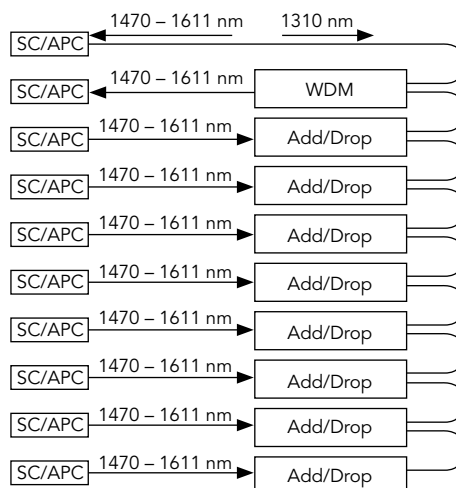 1470 – 1611 nm 1310 nm
SC/APC
1470 – 1611 nm
SC/APC WDM
1470 – 1611 nm
SC/APC Add/Drop
1470 – 1611 nm
SC/APC Add/Drop
1470 – 1611 nm
SC/APC Add/Drop
1470 – 1611 nm
SC/APC Add/Drop
1470 – 1611 nm
SC/APC Add/Drop
1470 – 1611 nm
SC/APC Add/Drop
1470 – 1611 nm
SC/APC Add/Drop
1470 – 1611 nm
SC/APC Add/Drop